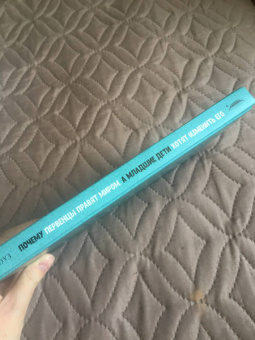 ПОЧЕМУ ПЕРВЕНЦЫ ПРАВЯТ МИРОМ, А МЛАДШИЕ ДЕТИ ХОТЯТ ИЗМЕНИТЬ ЕГО